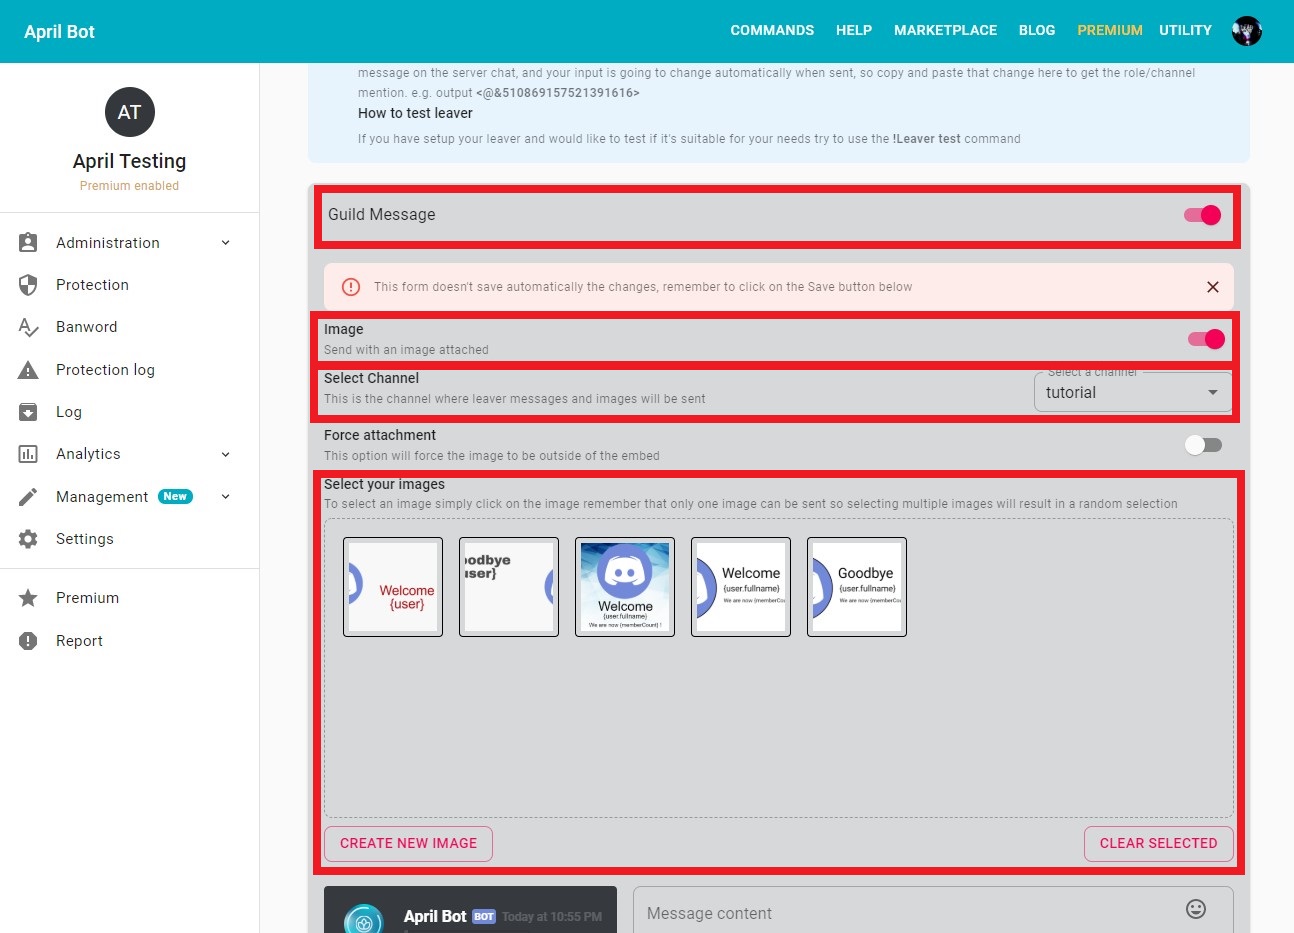 April Bot
COMMANDS HELP MARKETPLACE BLOG PREMIUM UTILITY
AT
April Testing
Premium enabled
Administration
Protection
Banword
Protection log
Log
Analytics
Management New
Settings
Premium
Report
message on the server chat, and your input is going to change automatically when sent, so copy and paste that change here to get the role/channel
mention. e.g. output <@&510869157521391616>
How to test leaver
If you have setup your leaver and would like to test if it's suitable for your needs try to use the !Leaver test command
Guild Message
This form doesn't save automatically the changes, remember to click on the Save button below
Image
Send with an image attached
Select Channel
This is the channel where leaver messages and images will be sent
Select a channel
tutorial
Force attachment
This option will force the image to be outside of the embed
Select your images
To select an image simply click on the image remember that only one image can be sent so selecting multiple images will result in a random selection
Welcome
{user}
oodbye
user}
Welcome
{user.fullname}
We are now {memberCount} !
Welcome
{user.fullname}
We are now {memberCo
Goodbye
{user.fullname}
We are now {memberCo
CREATE NEW IMAGE
CLEAR SELECTED
April Bot BOT Today at 10:55 PM
Message content